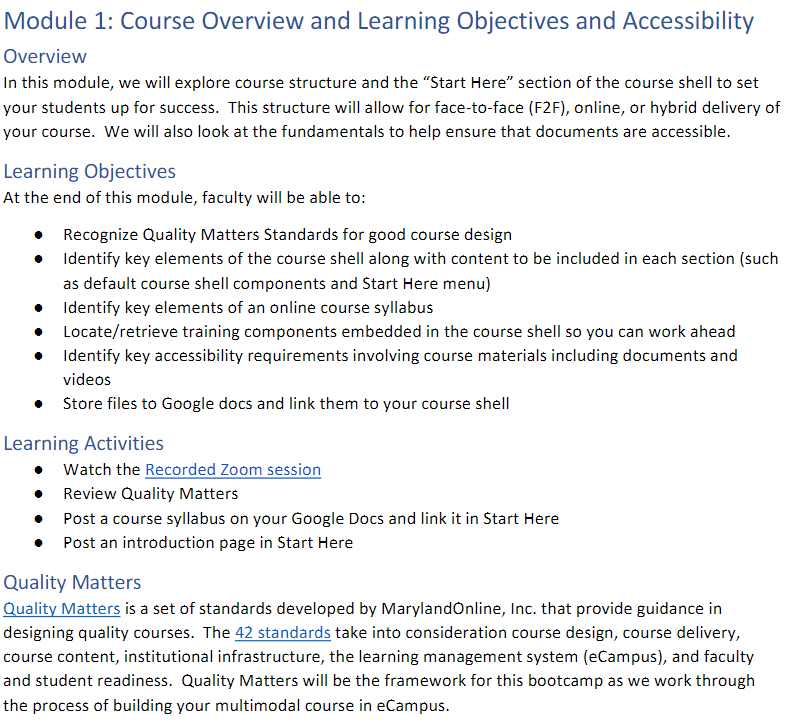 Module 1: Course Overview and Learning Objectives and Accessibility
Overview
In this module, we will explore course structure and the “Start Here” section of the course shell to set
your students up for success.  This structure will allow for face-to-face (F2F), online, or hybrid delivery of
your course.  We will also look at the fundamentals to help ensure that documents are accessible.
Learning Objectives
At the end of this module, faculty will be able to:
● Recognize Quality Matters Standards for good course design
● Identify key elements of the course shell along with content to be included in each section (such
as default course shell components and Start Here menu)
● Identify key elements of an online course syllabus
● Locate/retrieve training components embedded in the course shell so you can work ahead
● Identify key accessibility requirements involving course materials including documents and
videos
● Store files to Google docs and link them to your course shell
Learning Activities
● Watch the Recorded Zoom session
● Review Quality Matters
● Post a course syllabus on your Google Docs and link it in Start Here
● Post an introduction page in Start Here
Quality Matters
Quality Matters is a set of standards developed by MarylandOnline, Inc. that provide guidance in
designing quality courses.  The 42 standards take into consideration course design, course delivery,
course content, institutional infrastructure, the learning management system (eCampus), and faculty
and student readiness.  Quality Matters will be the framework for this bootcamp as we work through
the process of building your multimodal course in eCampus.